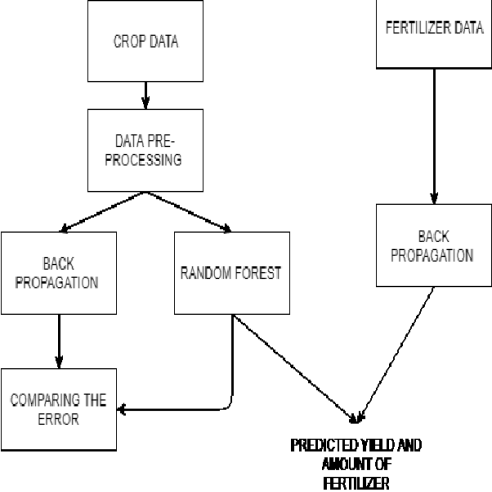 CROP DATA
FERTILIZER DATA
DATA PRE-
PROCESSING
BACK
PROPAGATION
RANDOM FOREST
BACK
PROPAGATION
COMPARING THE
ERROR
PREDICTED YIELD AND
AMOUNT OF
FERTILIZER